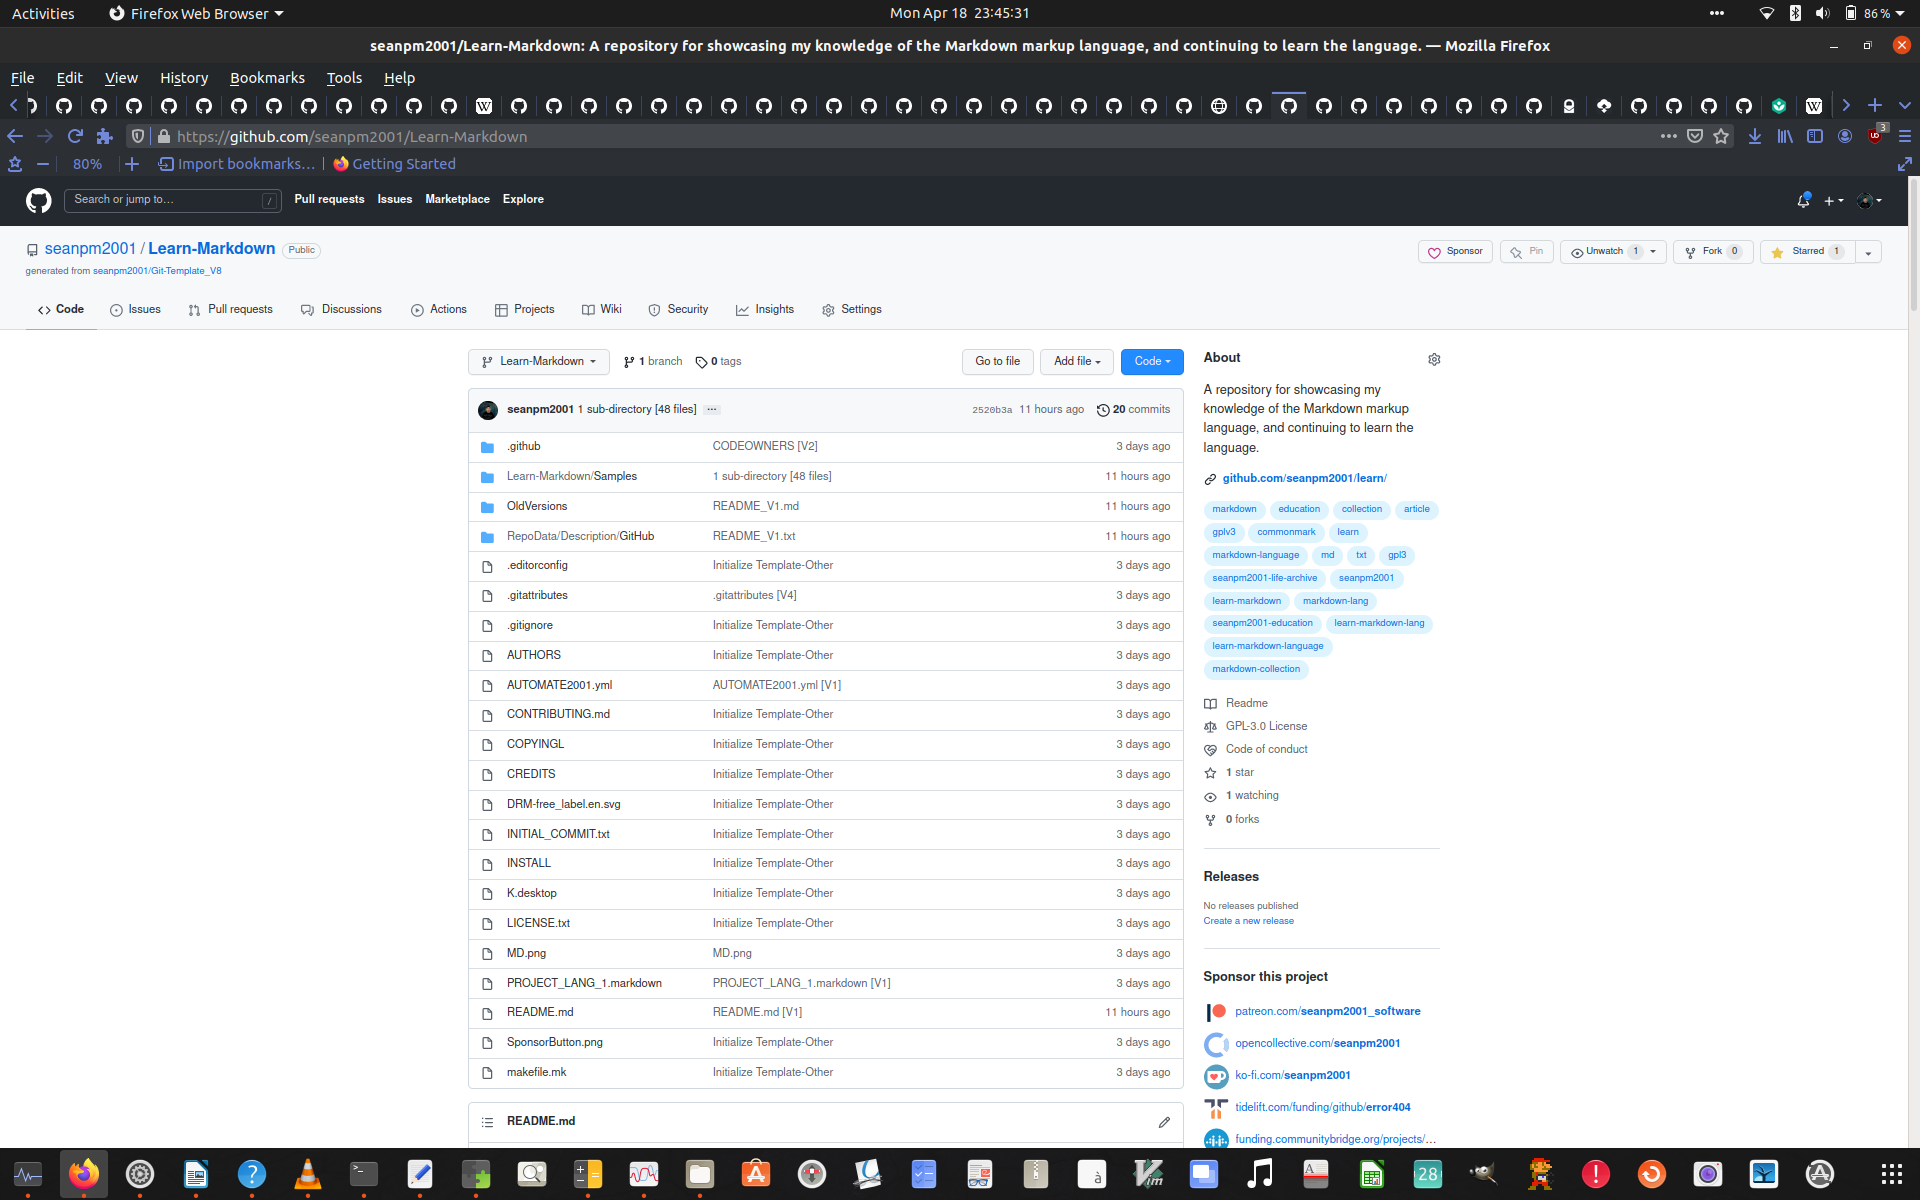 Activities
Firefox Web Browser
Mon Apr 18 23:45:31
86 %
seanpm2001/Learn-Markdown: A repository for showcasing my knowledge of the Markdown markup language, and continuing to learn the language. — Mozilla Firefox
File Edit View History Bookmarks Tools Help
https://github.com/seanpm2001/Learn-Markdown
3
80% Import bookmarks... Getting Started
Search or jump to... /
Pull requests Issues Marketplace Explore
seanpm2001 / Learn-Markdown Public
generated from seanpm2001/Git-Template_V8
Sponsor Pin Unwatch 1 Fork 0 Starred 1
Code Issues Pull requests Discussions Actions Projects Wiki Security Insights Settings
Learn-Markdown 1 branch 0 tags Go to file Add file Code
seanpm2001 1 sub-directory [48 files] ... 2520b3a 11 hours ago 20 commits
.github CODEOWNERS [V2] 3 days ago
Learn-Markdown/Samples 1 sub-directory [48 files] 11 hours ago
OldVersions README_V1.md 11 hours ago
RepoData/Description/GitHub README_V1.txt 11 hours ago
.editorconfig Initialize Template-Other 3 days ago
.gitattributes .gitattributes [V4] 3 days ago
.gitignore Initialize Template-Other 3 days ago
AUTHORS Initialize Template-Other 3 days ago
AUTOMATE2001.yml AUTOMATE2001.yml [V1] 3 days ago
CONTRIBUTING.md Initialize Template-Other 3 days ago
COPYINGL Initialize Template-Other 3 days ago
CREDITS Initialize Template-Other 3 days ago
DRM-free_label.en.svg Initialize Template-Other 3 days ago
INITIAL_COMMIT.txt Initialize Template-Other 3 days ago
INSTALL Initialize Template-Other 3 days ago
K.desktop Initialize Template-Other 3 days ago
LICENSE.txt Initialize Template-Other 3 days ago
MD.png MD.png 3 days ago
PROJECT_LANG_1.markdown PROJECT_LANG_1.markdown [V1] 3 days ago
README.md README.md [V1] 11 hours ago
SponsorButton.png Initialize Template-Other 3 days ago
makefile.mk Initialize Template-Other 3 days ago
README.md
About
A repository for showcasing my
knowledge of the Markdown markup
language, and continuing to learn the
language.
github.com/seanpm2001/learn/
markdown education collection article
gplv3 commonmark learn
markdown-language md txt gpl3
seanpm2001-life-archive seanpm2001
learn-markdown markdown-lang
seanpm2001-education learn-markdown-lang
learn-markdown-language
markdown-collection
Readme
GPL-3.0 License
Code of conduct
1 star
1 watching
0 forks
Releases
No releases published
Create a new release
Sponsor this project
patreon.com/seanpm2001_software
opencollective.com/seanpm2001
ko-fi.com/seanpm2001
tidelift.com/funding/github/error404
funding.communitybridge.org/projects/...
28